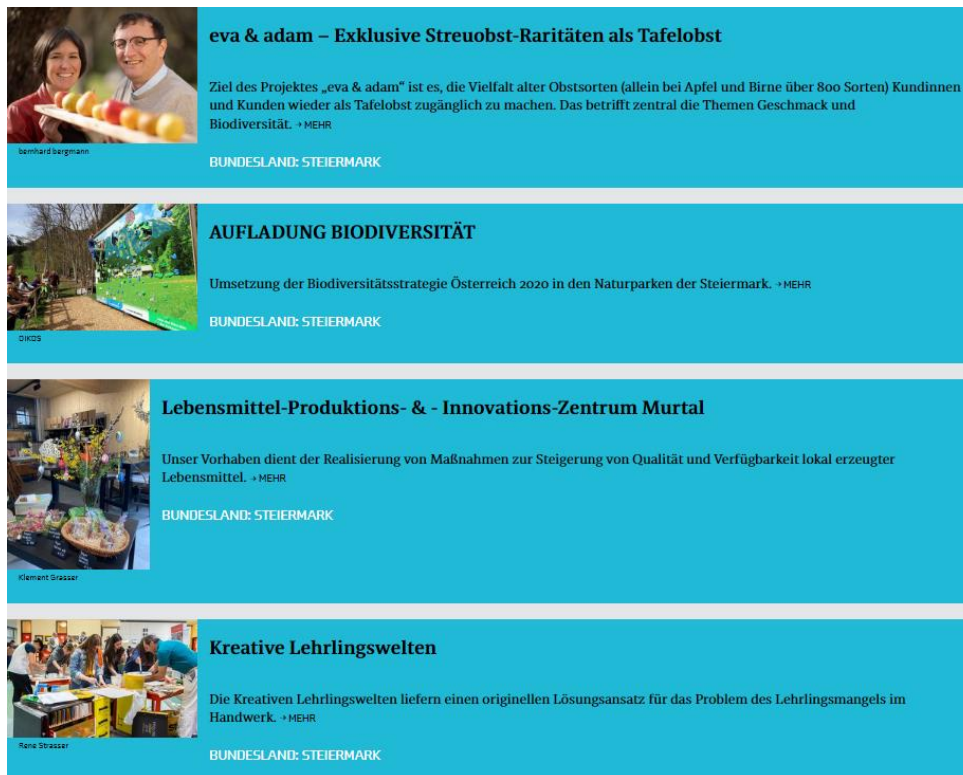 eva & adam – Exklusive Streuobst-Raritäten als Tafelobst
Ziel des Projektes „eva & adam“ ist es, die Vielfalt alter Obstsorten (allein bei Apfel und Birne über 800 Sorten) Kundinnen
und Kunden wieder als Tafelobst zugänglich zu machen. Das betrifft zentral die Themen Geschmack und
Biodiversität. → MEHR
bernhard bergmann
BUNDESLAND: STEIERMARK
AUFLADUNG BIODIVERSITÄT
Umsetzung der Biodiversitätsstrategie Österreich 2020 in den Naturparken der Steiermark. → MEHR
BUNDESLAND: STEIERMARK
OIKOS
Lebensmittel-Produktions- & - Innovations-Zentrum Murtal
Unser Vorhaben dient der Realisierung von Maßnahmen zur Steigerung von Qualität und Verfügbarkeit lokal erzeugter
Lebensmittel. → MEHR
BUNDESLAND: STEIERMARK
Klement Grasser
Kreative Lehrlingswelten
Die Kreativen Lehrlingswelten liefern einen originellen Lösungsansatz für das Problem des Lehrlingsmangels im
Handwerk. → MEHR
Rene Strasser
BUNDESLAND: STEIERMARK